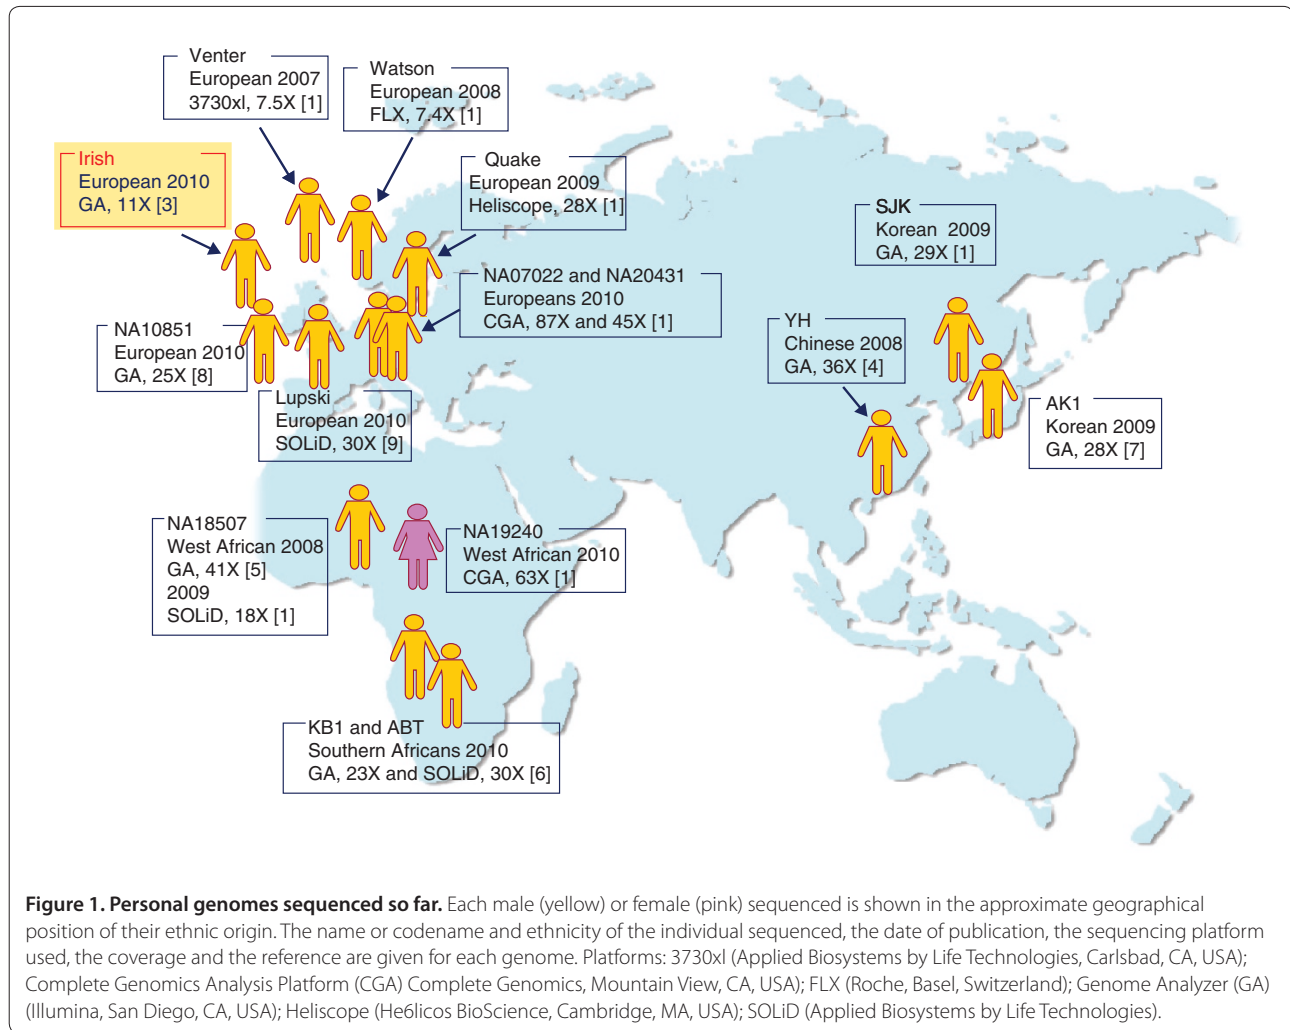 Venter
European 2007
3730xl, 7.5X [1]
Watson
European 2008
FLX, 7.4X [1]
Irish
European 2010
GA, 11X [3]
Quake
European 2009
Heliscope, 28X [1]
SJK
Korean 2009
GA, 29X [1]
NA07022 and NA20431
Europeans 2010
CGA, 87X and 45X [1]
NA10851
European 2010
GA, 25X [8]
YH
Chinese 2008
GA, 36X [4]
Lupski
European 2010
SOLiD, 30X [9]
AK1
Korean 2009
GA, 28X [7]
NA18507
West African 2008
GA, 41X [5]
2009
SOLiD, 18X [1]
NA19240
West African 2010
CGA, 63X [1]
KB1 and ABT
Southern Africans 2010
GA, 23X and SOLiD, 30X [6]
Figure 1. Personal genomes sequenced so far. Each male (yellow) or female (pink) sequenced is shown in the approximate geographical
position of their ethnic origin. The name or codename and ethnicity of the individual sequenced, the date of publication, the sequencing platform
used, the coverage and the reference are given for each genome. Platforms: 3730xl (Applied Biosystems by Life Technologies, Carlsbad, CA, USA);
Complete Genomics Analysis Platform (CGA) Complete Genomics, Mountain View, CA, USA); FLX (Roche, Basel, Switzerland); Genome Analyzer (GA)
(Illumina, San Diego, CA, USA); Heliscope (He6licos BioScience, Cambridge, MA, USA); SOLiD (Applied Biosystems by Life Technologies).